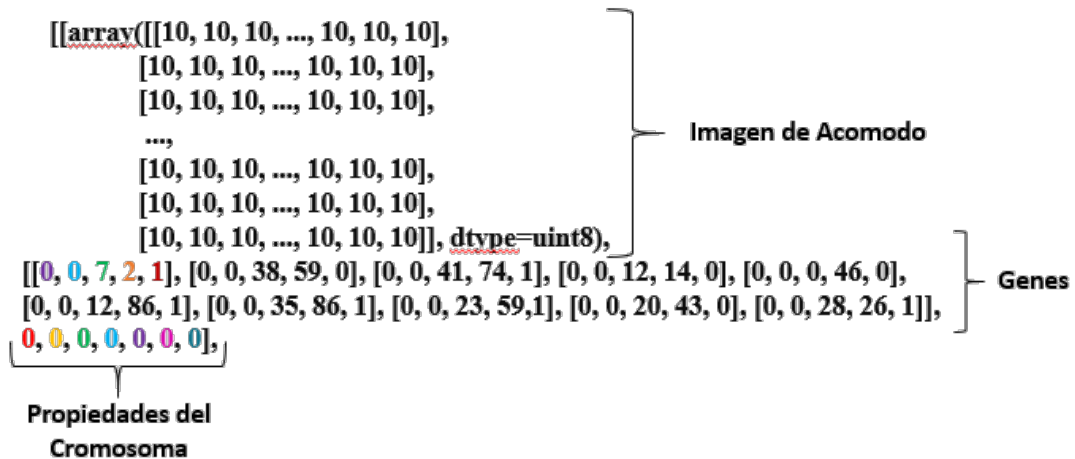 [[array([[10, 10, 10, ..., 10, 10, 10],
[10, 10, 10, ..., 10, 10, 10],
[10, 10, 10, ..., 10, 10, 10],
...,
[10, 10, 10, ..., 10, 10, 10],
[10, 10, 10, ..., 10, 10, 10],
[10, 10, 10, ..., 10, 10, 10]], dtype=uint8),
Imagen de Acomodo
[[0, 0, 7, 2, 1], [0, 0, 38, 59, 0], [0, 0, 41, 74, 1], [0, 0, 12, 14, 0], [0, 0, 0, 46, 0],
[0, 0, 12, 86, 1], [0, 0, 35, 86, 1], [0, 0, 23, 59,1], [0, 0, 20, 43, 0], [0, 0, 28, 26, 1]],
Genes
0, 0, 0, 0, 0, 0, 0],
Propiedades del
Cromosoma